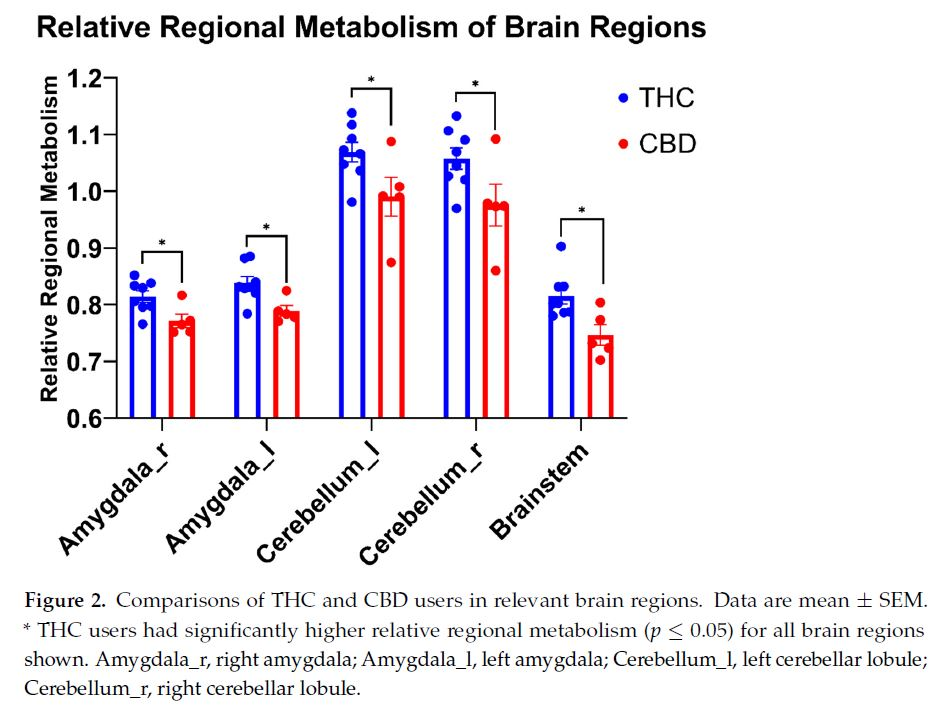 Relative Regional Metabolism of Brain Regions
Relative Regional Metabolism
1.2
1.1
1.0
0.9
0.8
0.7
0.6
*
*
*
*
*
THC
CBD
Amygdala_r
Amygdala_l
Cerebellum_l
Cerebellum_r
Brainstem
Figure 2. Comparisons of THC and CBD users in relevant brain regions. Data are mean ± SEM.
* THC users had significantly higher relative regional metabolism (p ≤ 0.05) for all brain regions
shown. Amygdala_r, right amygdala; Amygdala_l, left amygdala; Cerebellum_l, left cerebellar lobule;
Cerebellum_r, right cerebellar lobule.